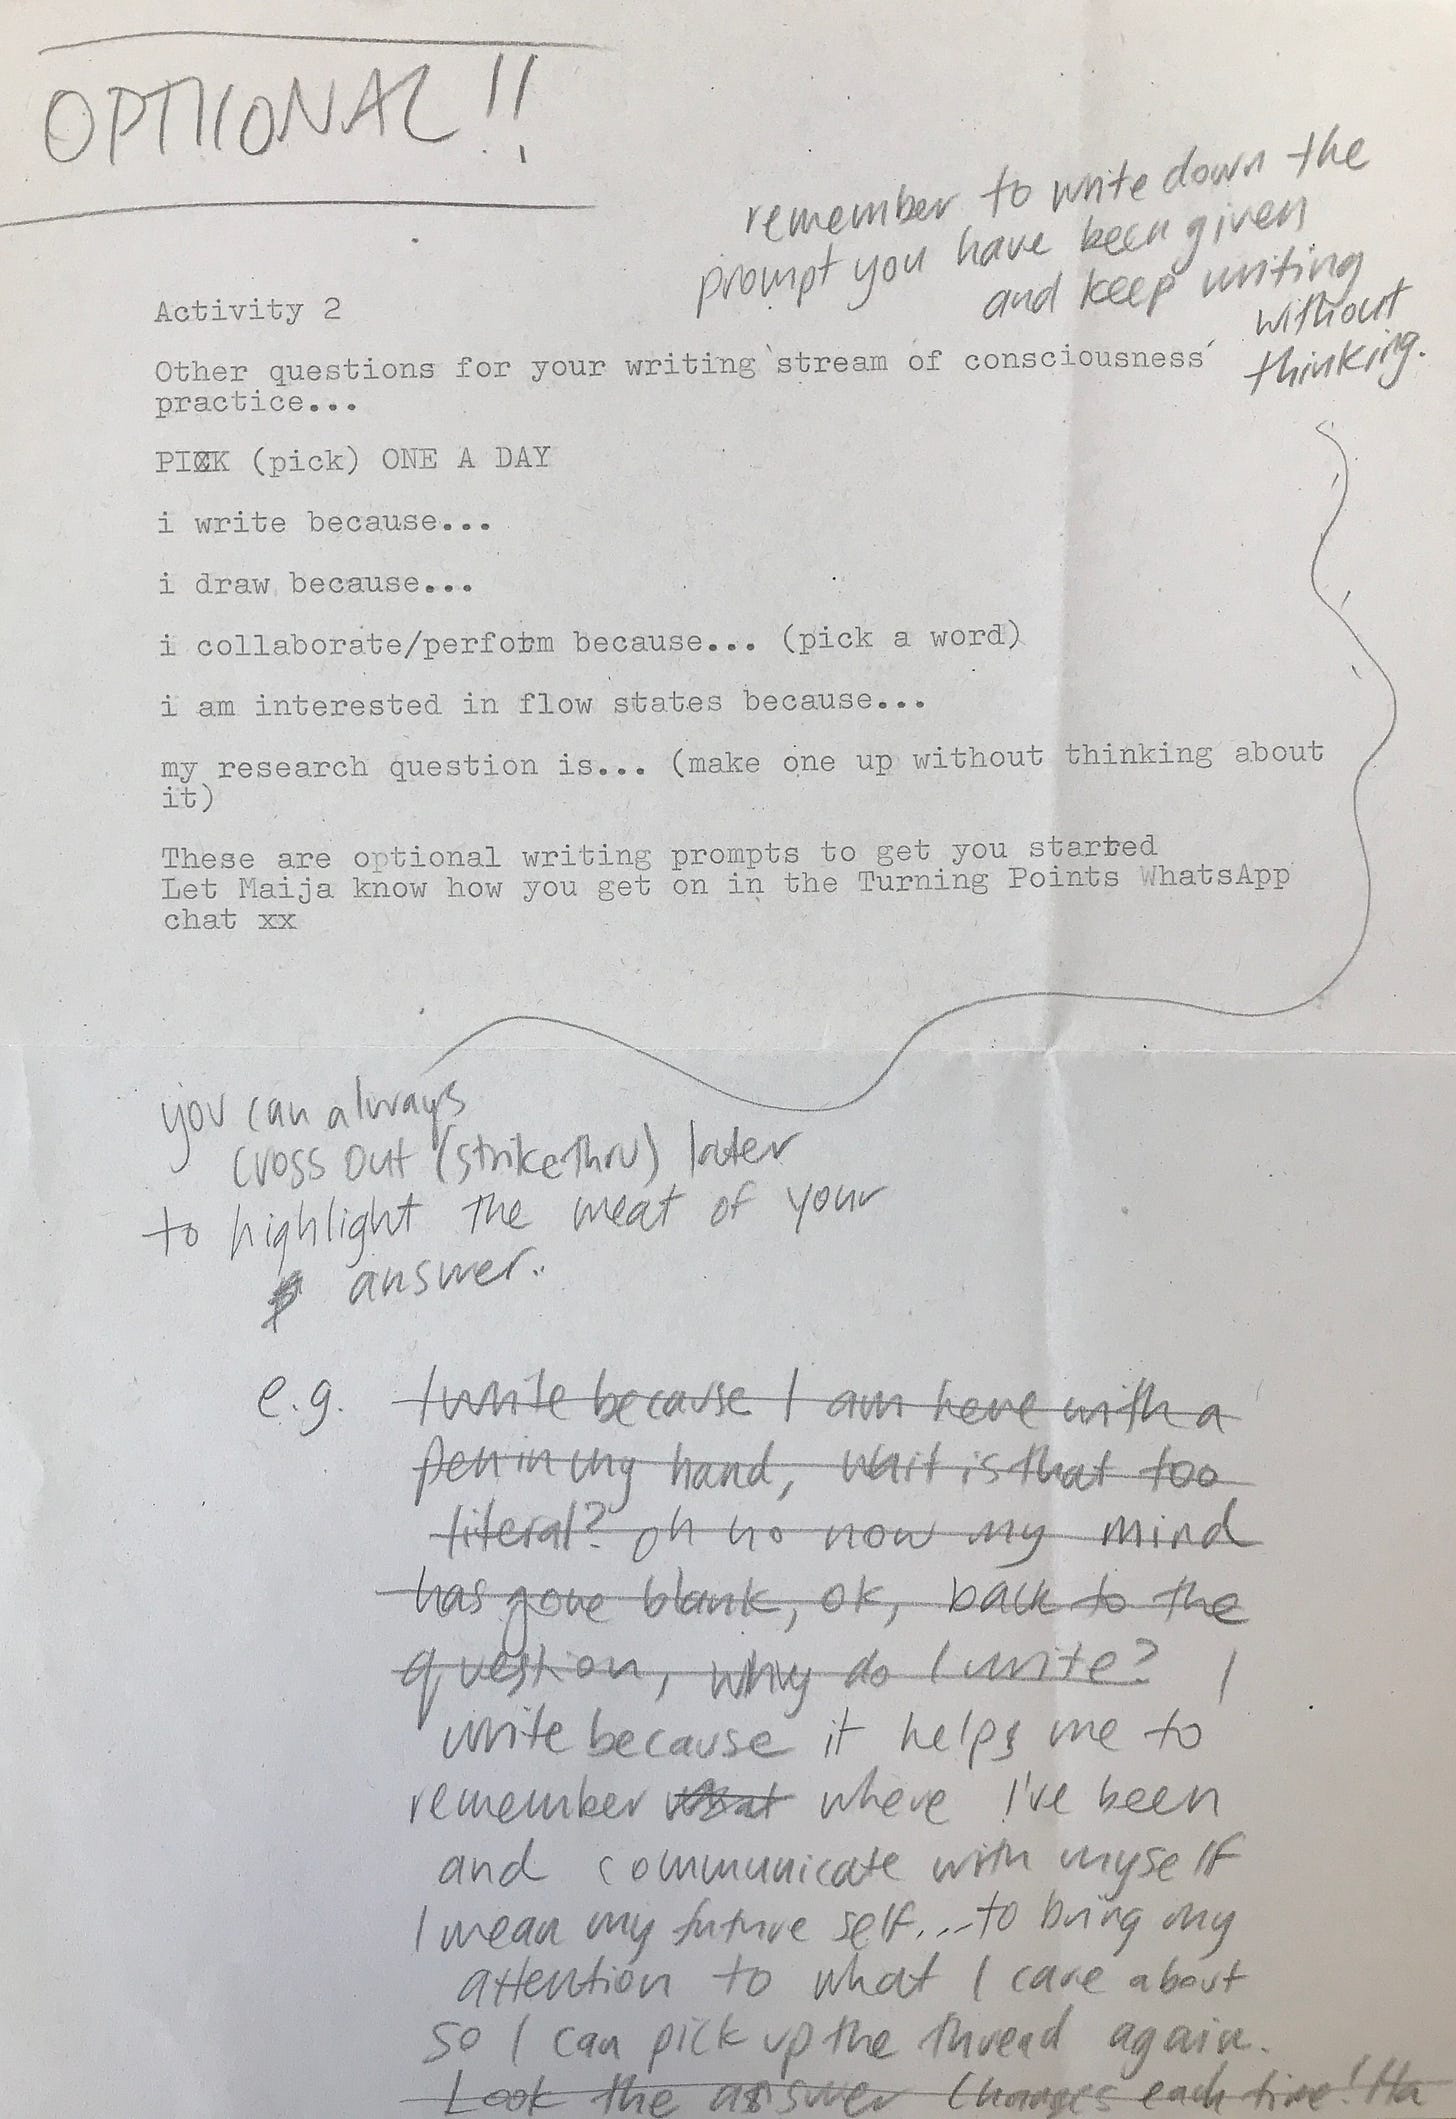 OPTIONAL!!
remember to write down the
prompt you have been given
and keep writing
without
thinking.
Activity 2
Other questions for your writing 'stream of consciousness'
practice...
PICK (pick) ONE A DAY
i write because...
i draw because...
i collaborate/perform because... (pick a word)
i am interested in flow states because...
my research question is... (make one up without thinking about
it)
These are optional writing prompts to get you started
Let Maija know how you get on in the Turning Points WhatsApp
chat xx
you can always
cross out (strikethru) later
to highlight the meat of your
answer..
e.g. I write because I am here with a
pen in my hand, wait is that too
literal? oh no now my mind
has gone blank, ok, back to the
question, why do I write? I
write because it helps me to
remember what where I've been
and communicate with myself
I mean my future self...to bring my
attention to what I care about
so I can pick up the thread again.
Look the answer changes each time! Ha